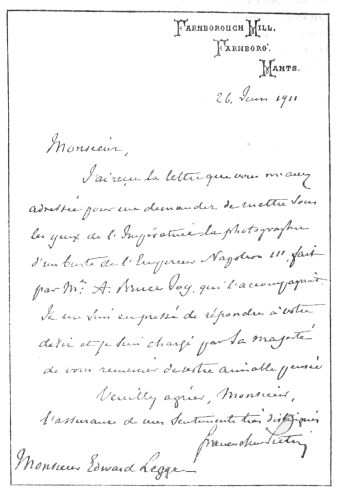 FARNBOROUGH HILL,
FARNBORO'.
HANTS.
26. Juin 1911
Monsieur,
J'ai reçu la lettre que vous m'avez
adressée pour me demander de mettre sous
les yeux de l'Impératrice la photographie
d'un buste de l'Empereur Napoléon III. fait
par Mr. A. Bruce Joy, qui l'accompagnait.
Je me suis empressé de répondre à votre
désir et je suis chargé par Sa Majesté
de vous remercier de votre aimable pensée
Veuillez agréer, Monsieur,
l'assurance de mes sentiments très distingués
Franceschini Pietri
Monsieur Edward Legge